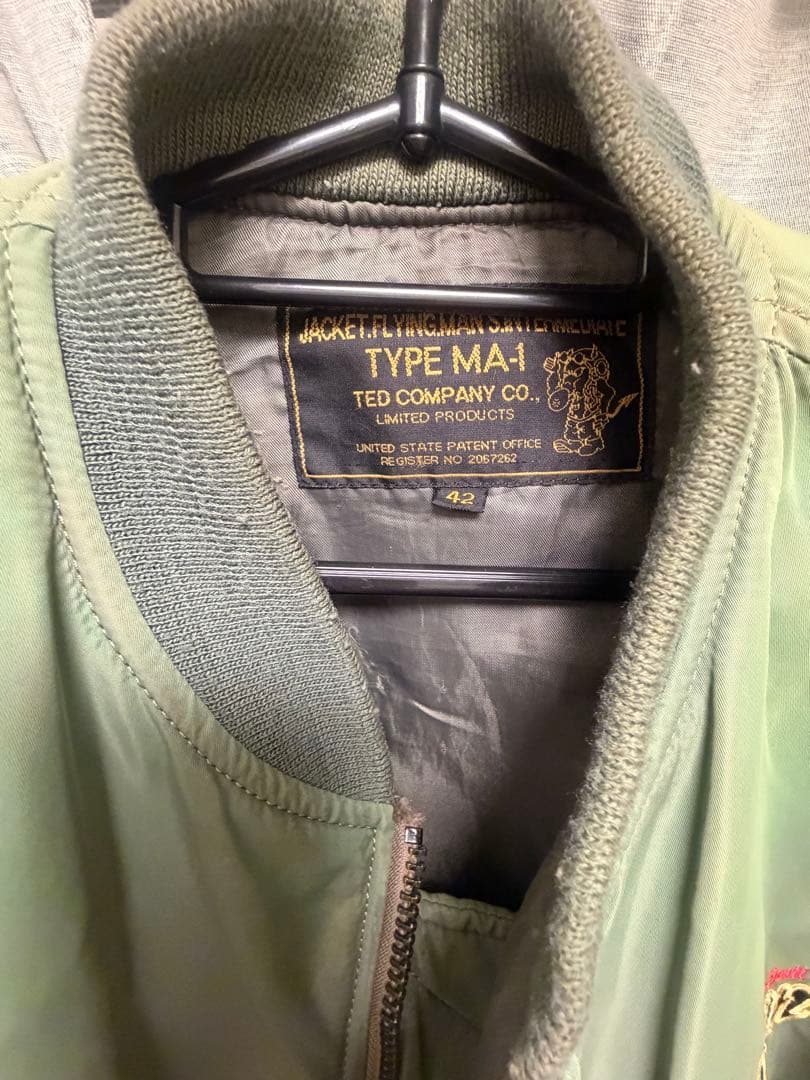 JACKET.FLYING.MAN'S.INTERMEDIATE
TYPE MA-1
TED COMPANY CO.,
LIMITED PRODUCTS
UNITED STATE PATENT OFFICE
REGISTER NO 2067262
42